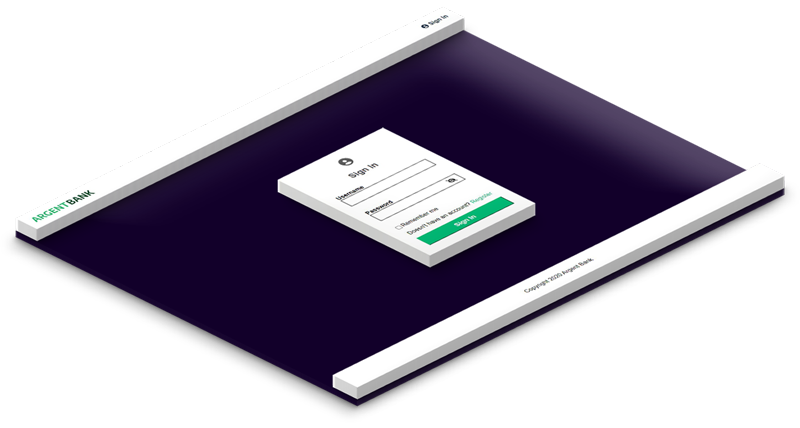 ARGENTBANK
Sign In
Sign In
Username
Password
Remember me
Doesn't have an account? Register
Sign In
Copyright 2020 Argent Bank